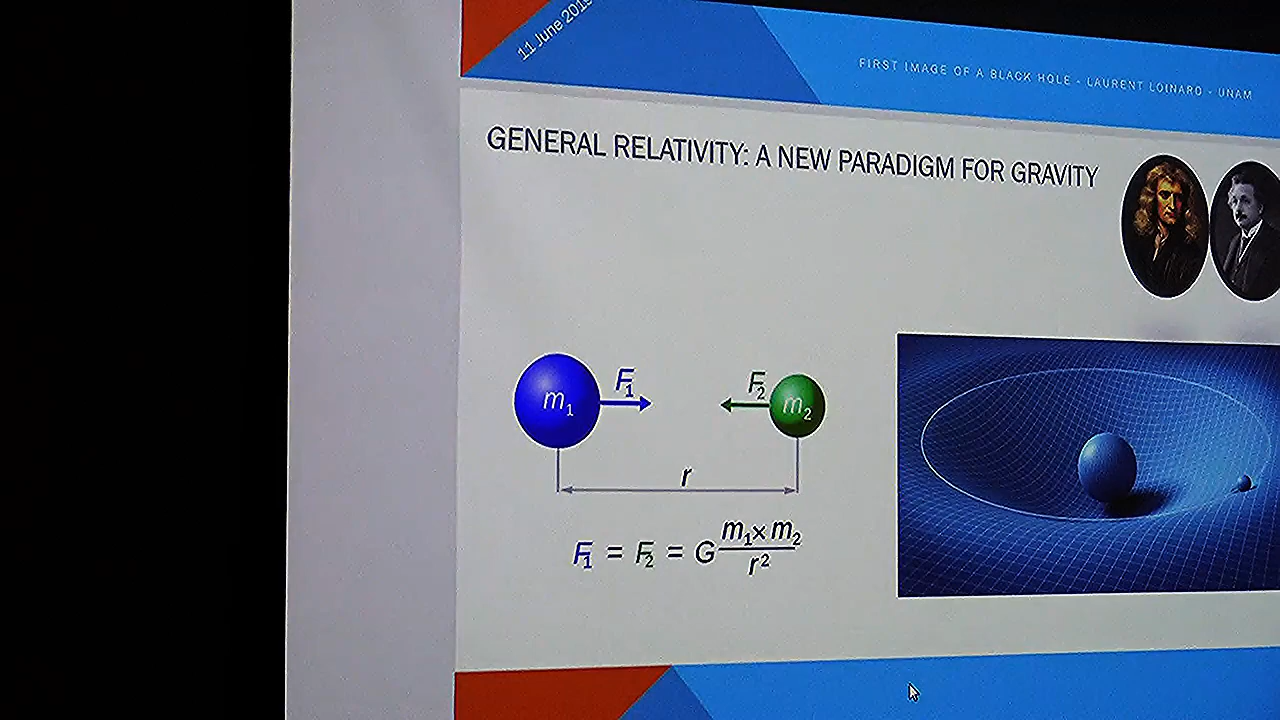 11 June 2019
FIRST IMAGE OF A BLACK HOLE - LAURENT LOINARD - UNAM
GENERAL RELATIVITY: A NEW PARADIGM FOR GRAVITY
m₁ F₁ F₂ m₂
r
F₁ = F₂ = G m₁ x m₂ / r²